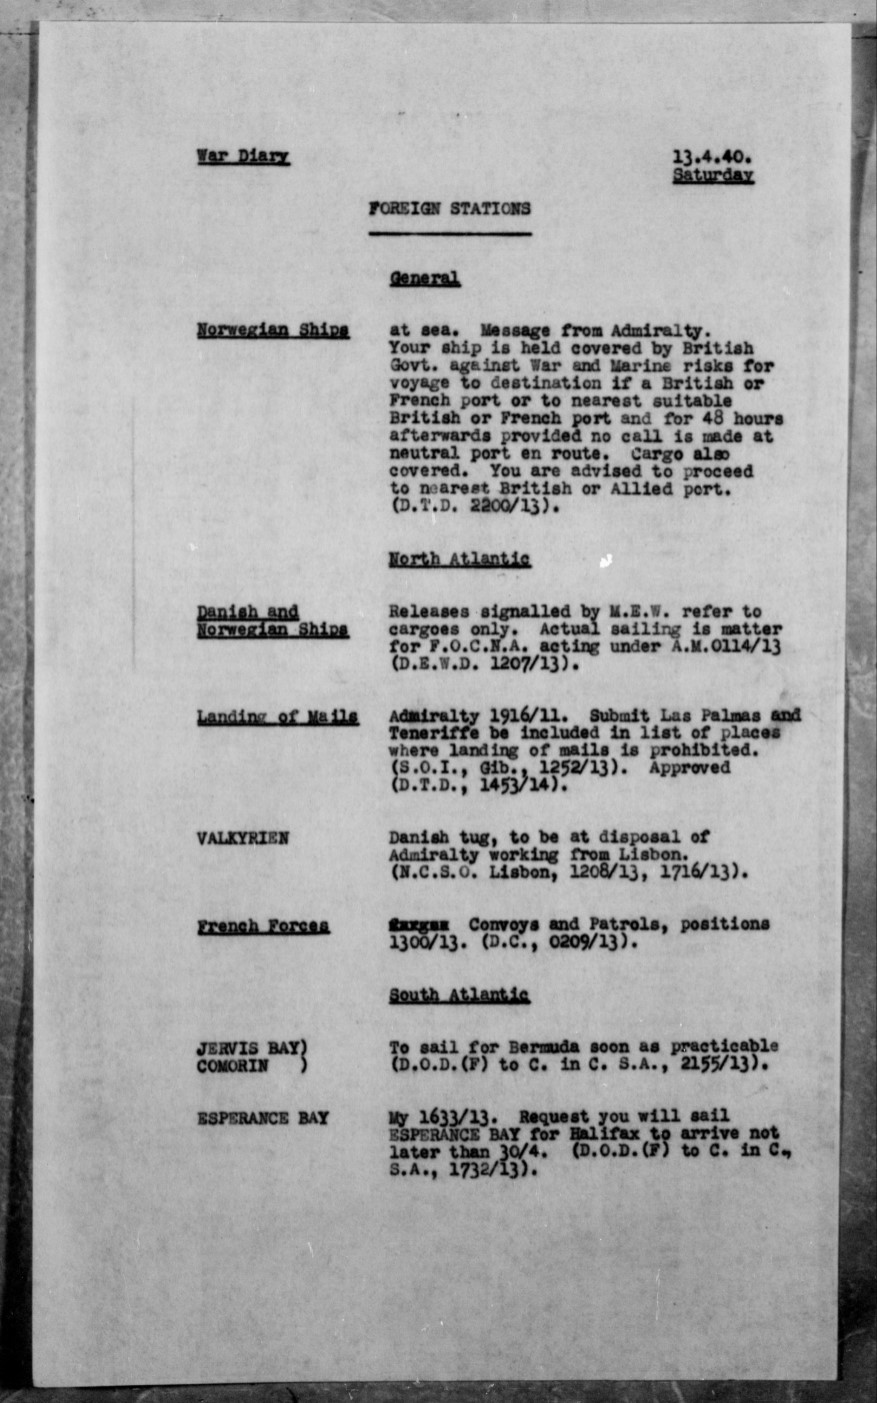 War Diary
13.4.40.
Saturday
FOREIGN STATIONS
General
Norwegian Ships
at sea. Message from Admiralty.
Your ship is held covered by British
Govt. against War and Marine risks for
voyage to destination if a British or
French port or to nearest suitable
British or French port and for 48 hours
afterwards provided no call is made at
neutral port en route. Cargo also
covered. You are advised to proceed
to nearest British or Allied port.
(D.T.D. 2200/13).
North Atlantic
Danish and
Norwegian Ships
Releases signalled by M.E.W. refer to
cargoes only. Actual sailing is matter
for F.O.C.N.A. acting under A.M.0114/13
(D.E.W.D. 1207/13).
Landing of Mails
Admiralty 1916/11. Submit Las Palmas and
Teneriffe be included in list of places
where landing of mails is prohibited.
(S.O.I., Gib., 1252/13). Approved
(D.T.D., 1453/14).
VALKYRIEN
Danish tug, to be at disposal of
Admiralty working from Lisbon.
(N.C.S.O. Lisbon, 1208/13, 1716/13).
French Forces
Convoys and Patrols, positions
1300/13. (D.C., 0209/13).
South Atlantic
JERVIS BAY)
COMORIN )
To sail for Bermuda soon as practicable
(D.O.D.(F) to C. in C. S.A., 2155/13).
ESPERANCE BAY
My 1633/13. Request you will sail
ESPERANCE BAY for Halifax to arrive not
later than 30/4. (D.O.D.(F) to C. in C.,
S.A., 1732/13).